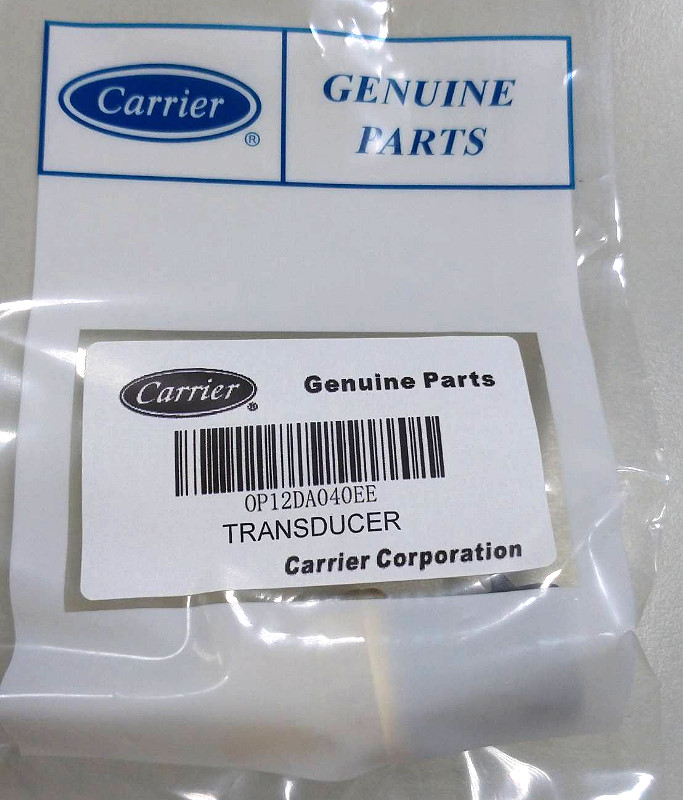 Carrier
®
GENUINE
PARTS
Carrier
®
Genuine Parts
OP12DA040EE
TRANSDUCER
Carrier Corporation